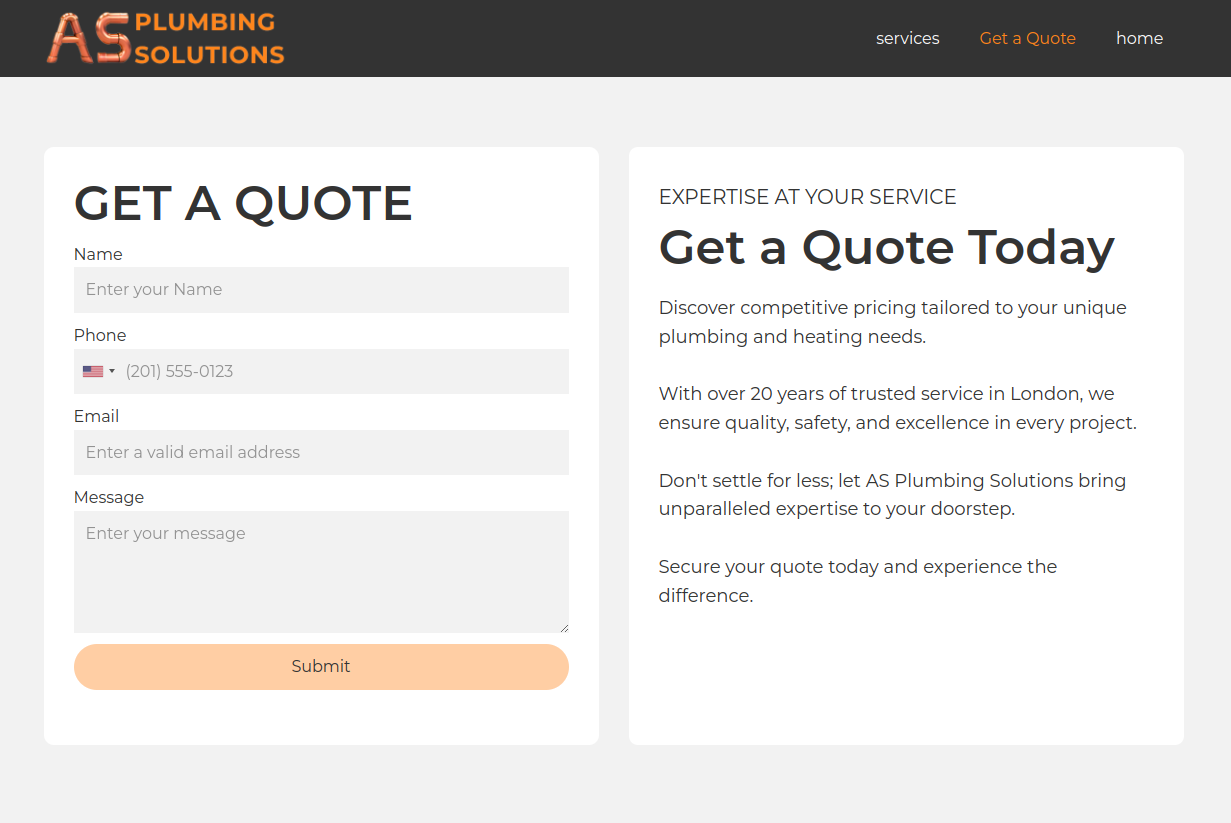 AS PLUMBING
SOLUTIONS
services
Get a Quote
home
GET A QUOTE
Name
Enter your Name
Phone
(201) 555-0123
Email
Enter a valid email address
Message
Enter your message
Submit
EXPERTISE AT YOUR SERVICE
Get a Quote Today
Discover competitive pricing tailored to your unique
plumbing and heating needs.
With over 20 years of trusted service in London, we
ensure quality, safety, and excellence in every project.
Don't settle for less; let AS Plumbing Solutions bring
unparalleled expertise to your doorstep.
Secure your quote today and experience the
difference.